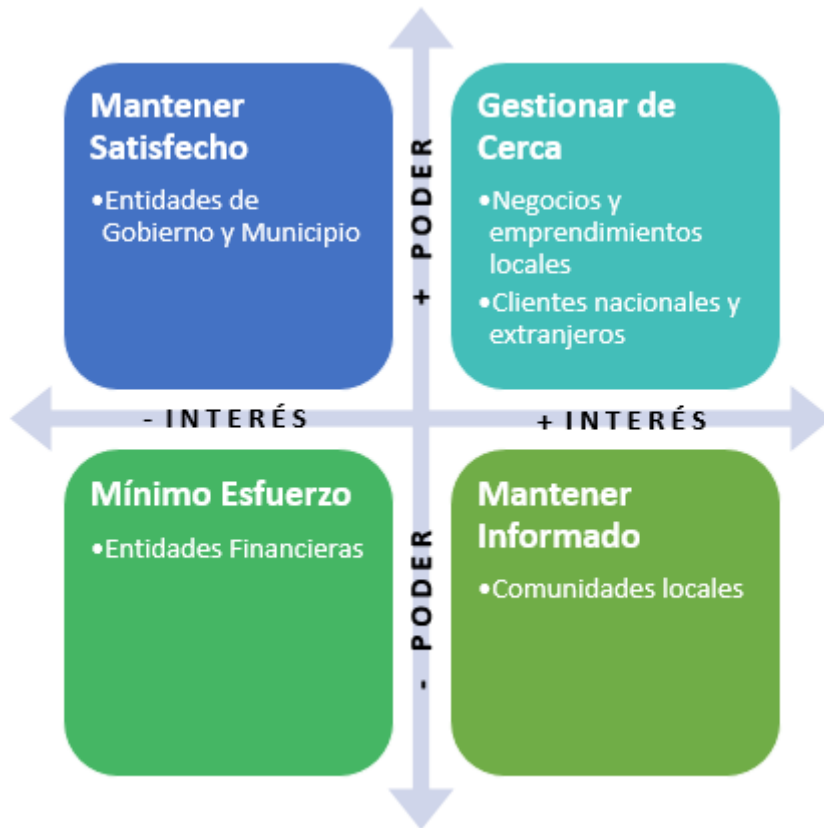 Mantener
Satisfecho
•Entidades de
Gobierno y Municipio
+ PODER
Gestionar de
Cerca
•Negocios y
emprendimientos
locales
•Clientes nacionales y
extranjeros
- INTERÉS
+ INTERÉS
Mínimo Esfuerzo
•Entidades Financieras
- PODER
Mantener
Informado
•Comunidades locales